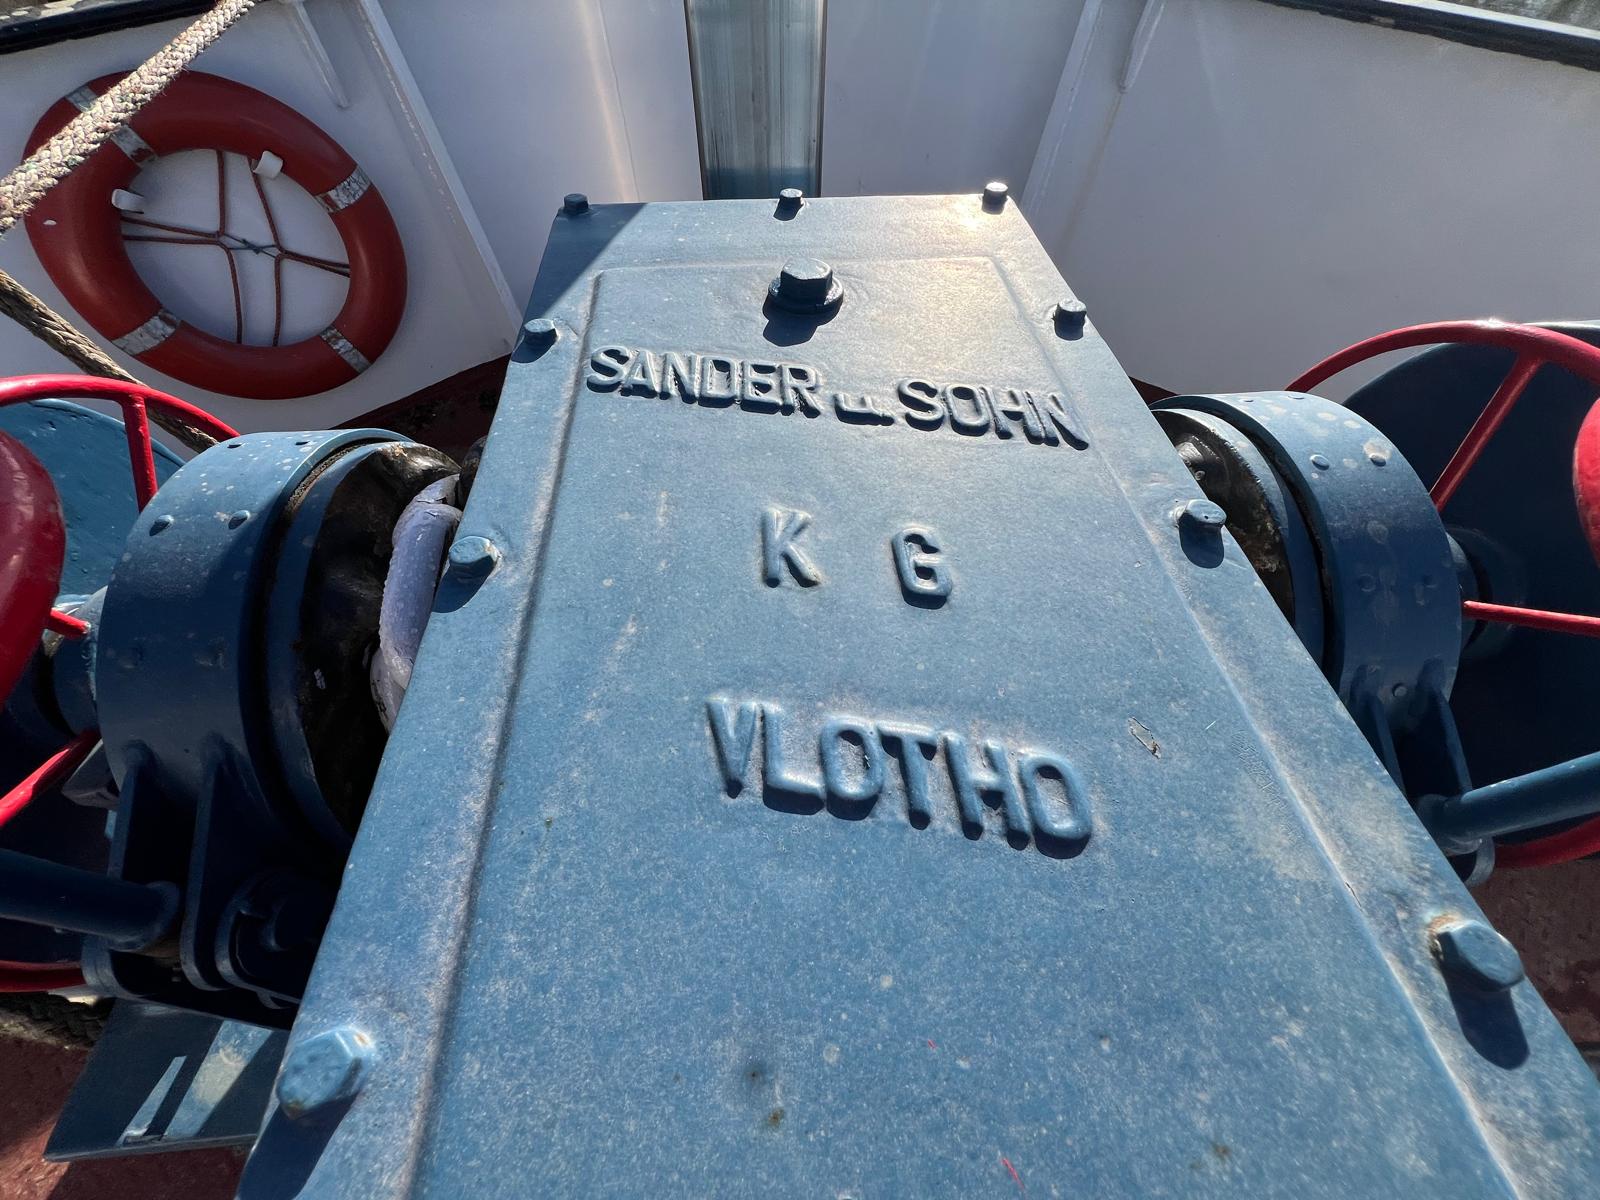 SANDER u. SOHN
K G
VLOTHO